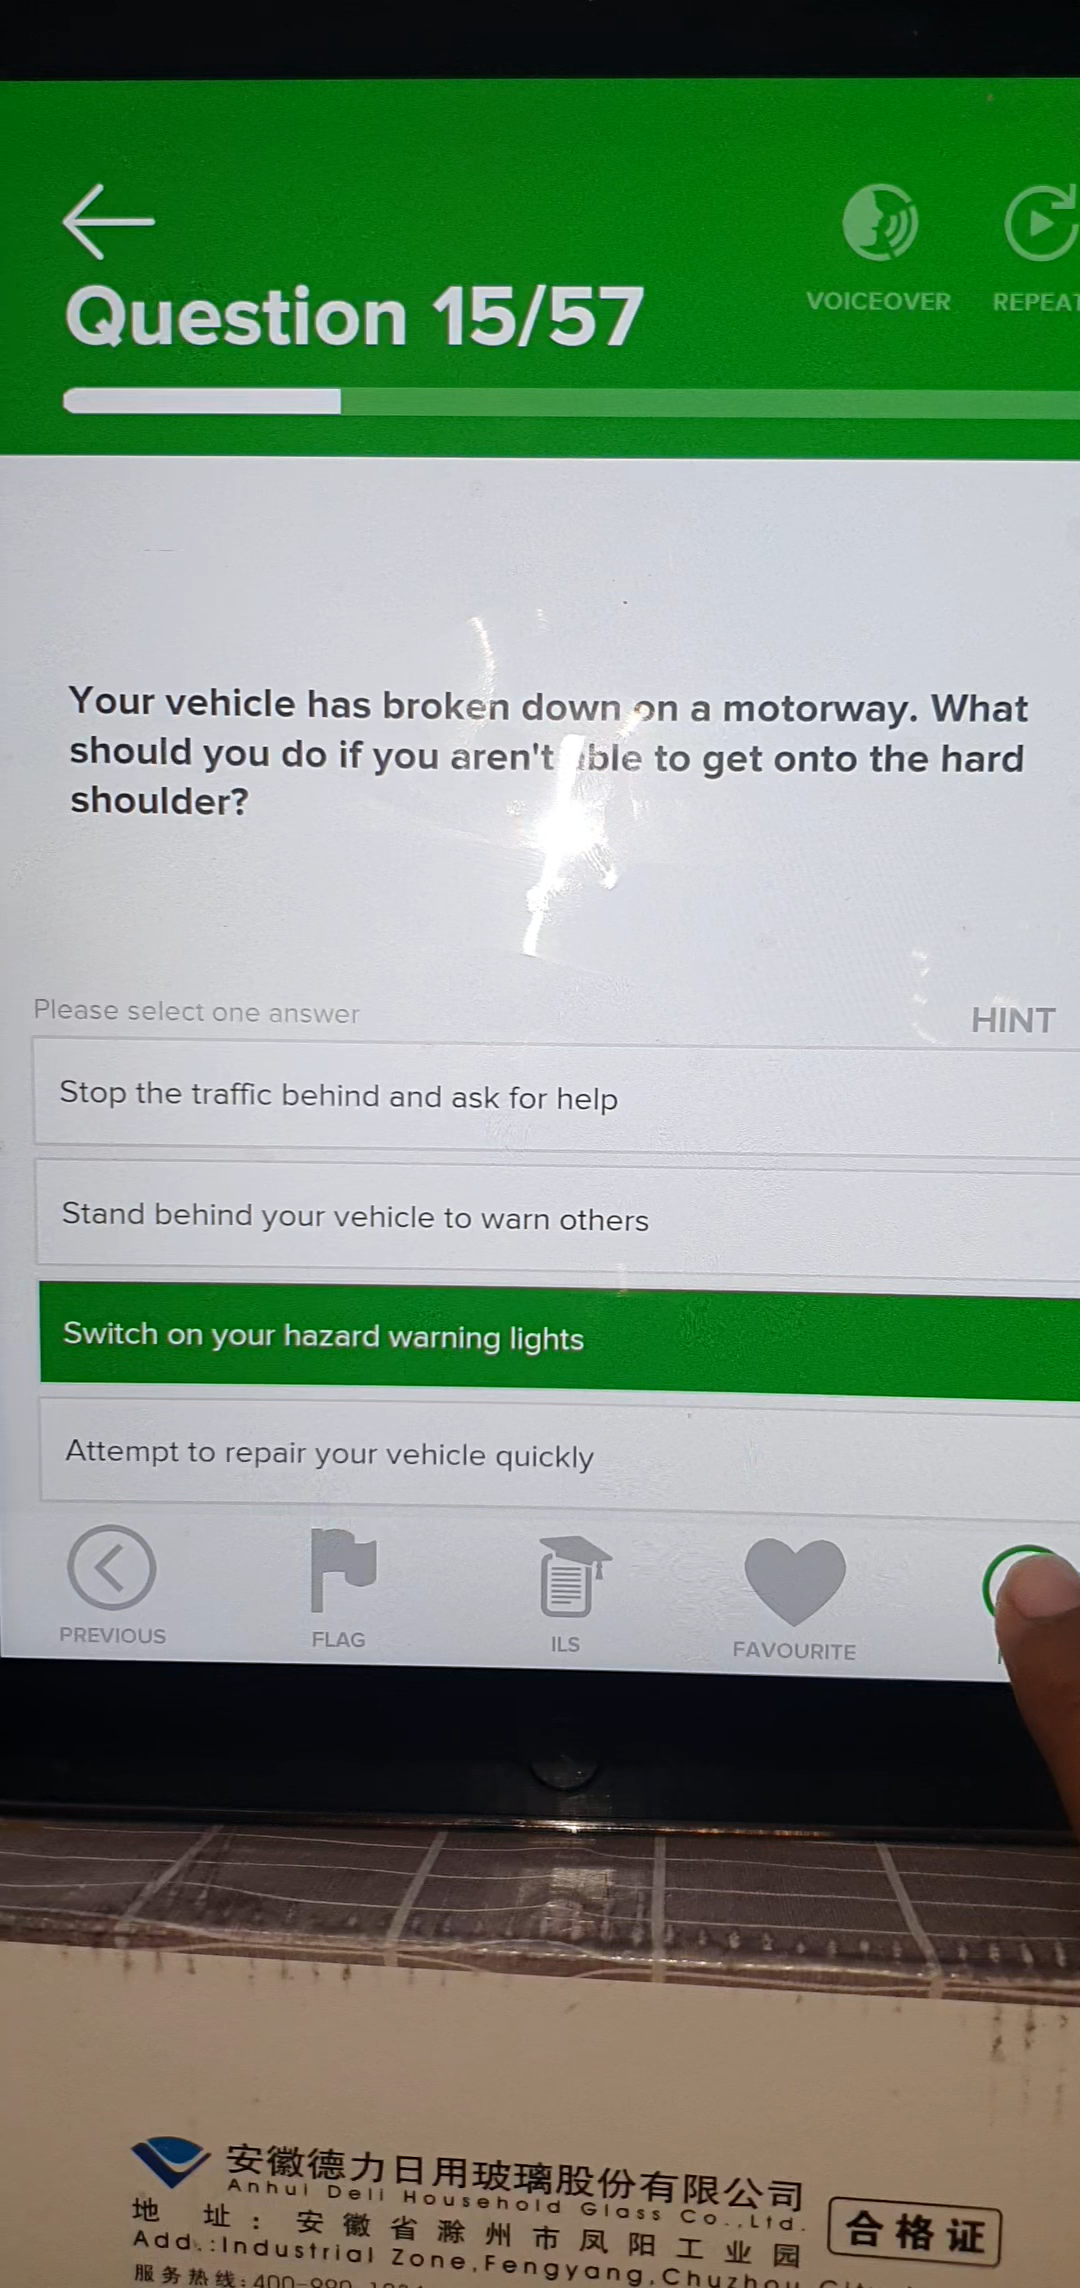 VOICEOVER
REPEAT
Question 15/57
Your vehicle has broken down on a motorway. What
should you do if you aren't able to get onto the hard
shoulder?
Please select one answer
HINT
Stop the traffic behind and ask for help
Stand behind your vehicle to warn others
Switch on your hazard warning lights
Attempt to repair your vehicle quickly
PREVIOUS
FLAG
ILS
FAVOURITE
安徽德力日用玻璃股份有限公司
Anhui Deli Household Glass Co.,Ltd.
地 址：安徽省滁州市凤阳工业园
合格证
Add.:Industrial Zone,Fengyang,Chuzhou
服务热线:400-990